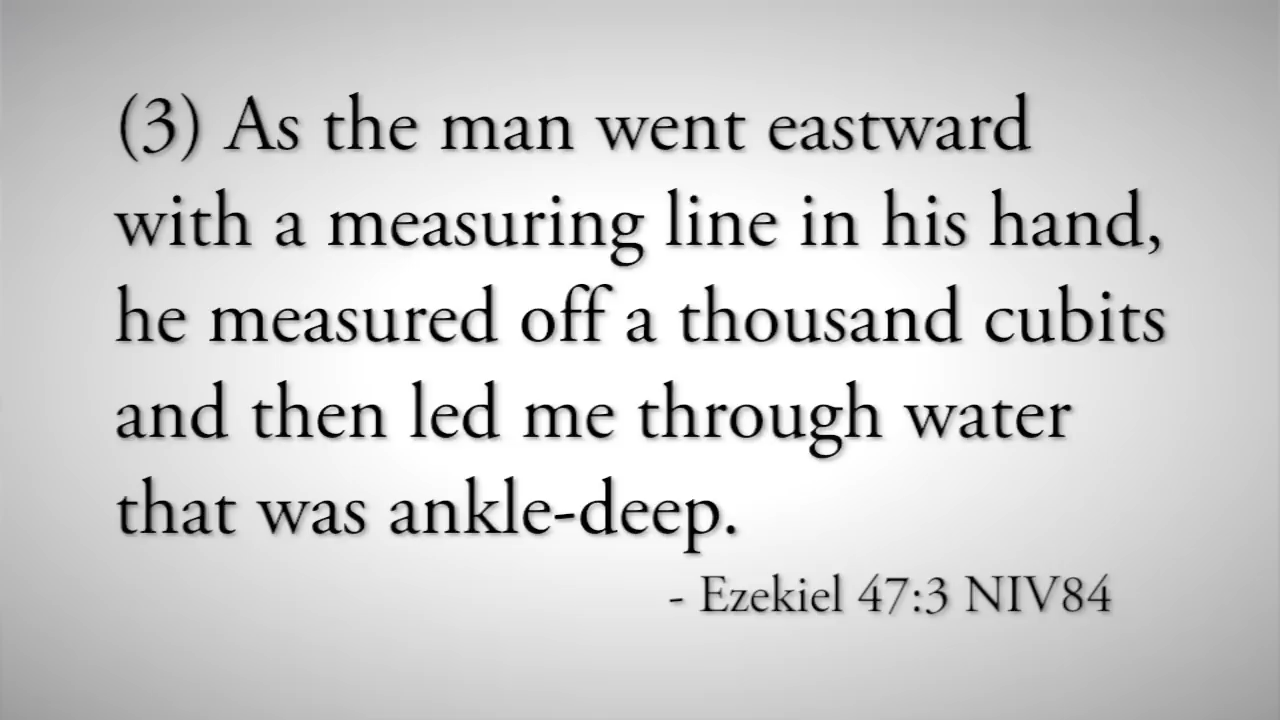 (3) As the man went eastward
with a measuring line in his hand,
he measured off a thousand cubits
and then led me through water
that was ankle-deep.
- Ezekiel 47:3 NIV84